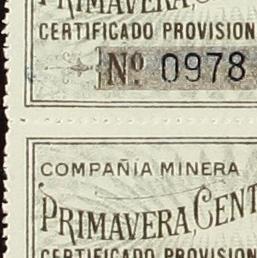 PRIMAVERA, C
CERTIFICADO PROVISION
Nº 0978
COMPAÑIA MINERA
PRIMAVERA, CENT
CERTIFICADO PROVISION